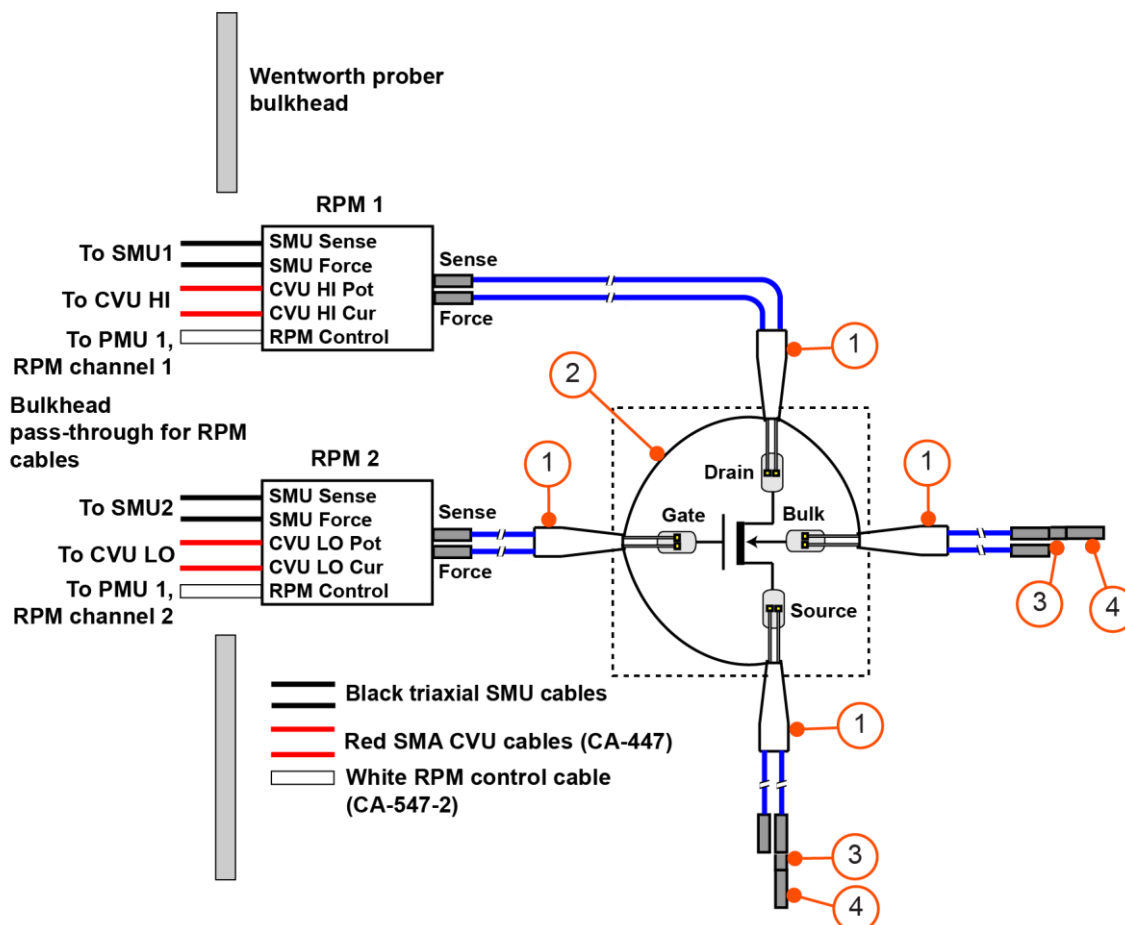 Wentworth prober
bulkhead
RPM 1
To SMU1
SMU Sense
SMU Force
Sense
To CVU HI
CVU HI Pot
CVU HI Cur
Force
To PMU 1,
RPM channel 1
RPM Control
1
2
Bulkhead
pass-through for RPM
cables
RPM 2
1
Drain
1
To SMU2
SMU Sense
SMU Force
Sense
Gate
Bulk
To CVU LO
CVU LO Pot
CVU LO Cur
Force
To PMU 1,
RPM channel 2
RPM Control
3
4
Source
Black triaxial SMU cables
1
Red SMA CVU cables (CA-447)
White RPM control cable
(CA-547-2)
3
4